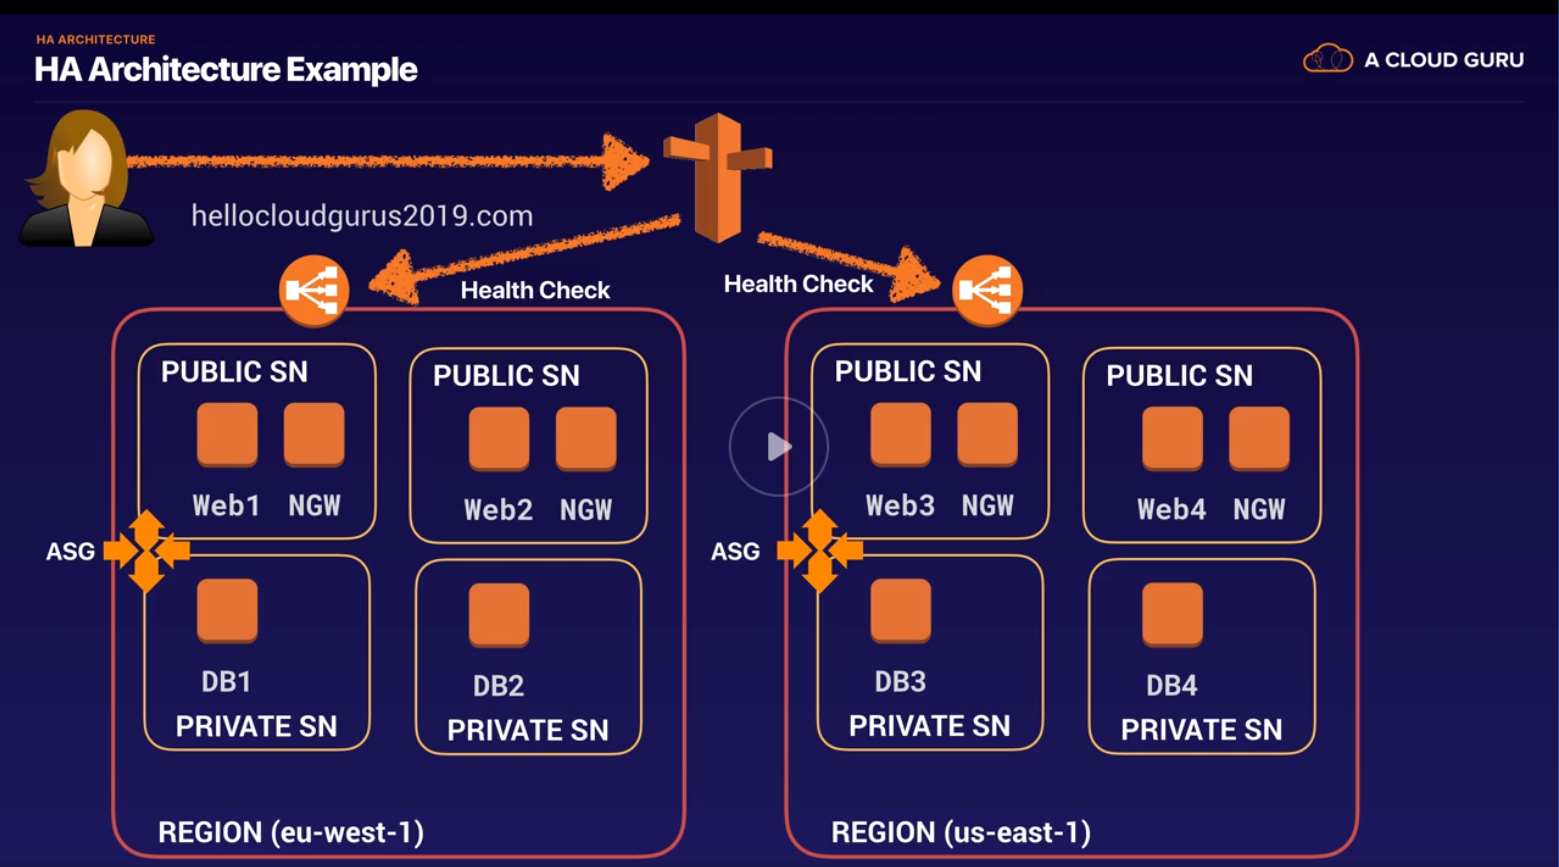 HA ARCHITECTURE
HA Architecture Example
A CLOUD GURU
hellocloudgurus2019.com
Health Check
Health Check
PUBLIC SN
Web1 NGW
PUBLIC SN
Web2 NGW
ASG
DB1
PRIVATE SN
DB2
PRIVATE SN
REGION (eu-west-1)
PUBLIC SN
Web3 NGW
PUBLIC SN
Web4 NGW
ASG
DB3
PRIVATE SN
DB4
PRIVATE SN
REGION (us-east-1)